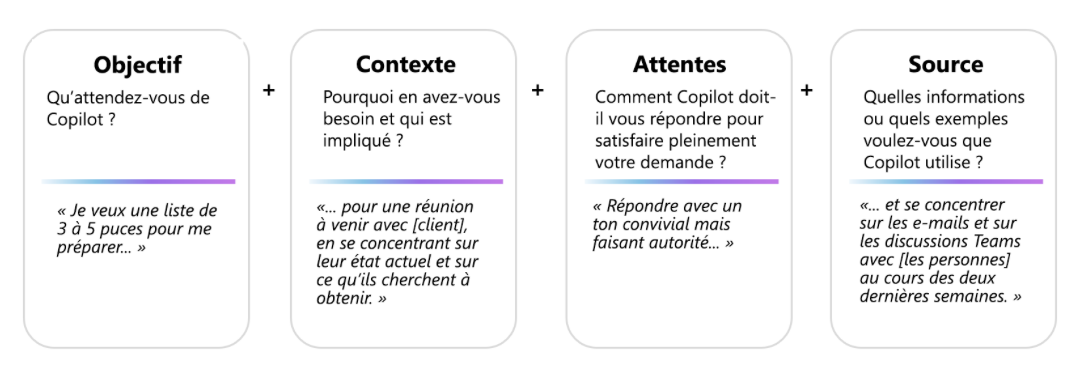 Objectif
Qu'attendez-vous de
Copilot ?
« Je veux une liste de
3 à 5 puces pour me
préparer... »
+
Contexte
Pourquoi en avez-vous
besoin et qui est
impliqué ?
«... pour une réunion
à venir avec [client],
en se concentrant sur
leur état actuel et sur
ce qu'ils cherchent à
obtenir. »
+
Attentes
Comment Copilot doit-
il vous répondre pour
satisfaire pleinement
votre demande ?
« Répondre avec un
ton convivial mais
faisant autorité... »
+
Source
Quelles informations
ou quels exemples
voulez-vous que
Copilot utilise ?
«... et se concentrer
sur les e-mails et sur
les discussions Teams
avec [les personnes]
au cours des deux
dernières semaines. »